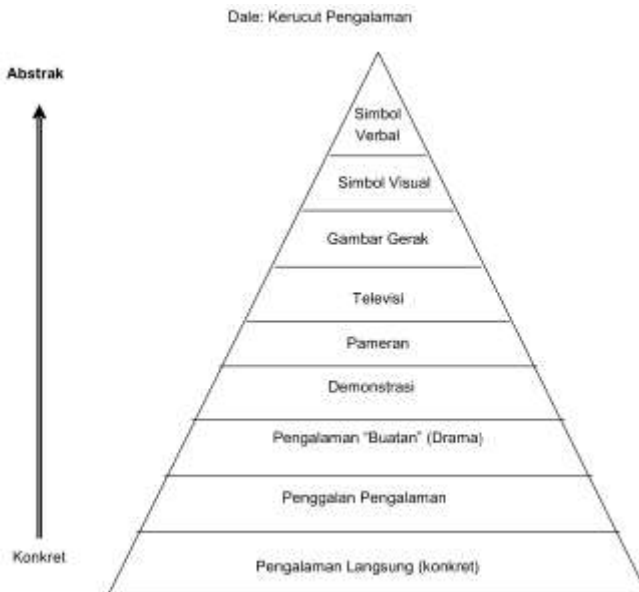 Dale: Kerucut Pengalaman
Abstrak
Simbol
Verbal
Simbol Visual
Gambar Gerak
Televisi
Pameran
Demonstrasi
Pengalaman "Buatan" (Drama)
Penggalan Pengalaman
Konkret
Pengalaman Langsung (konkret)